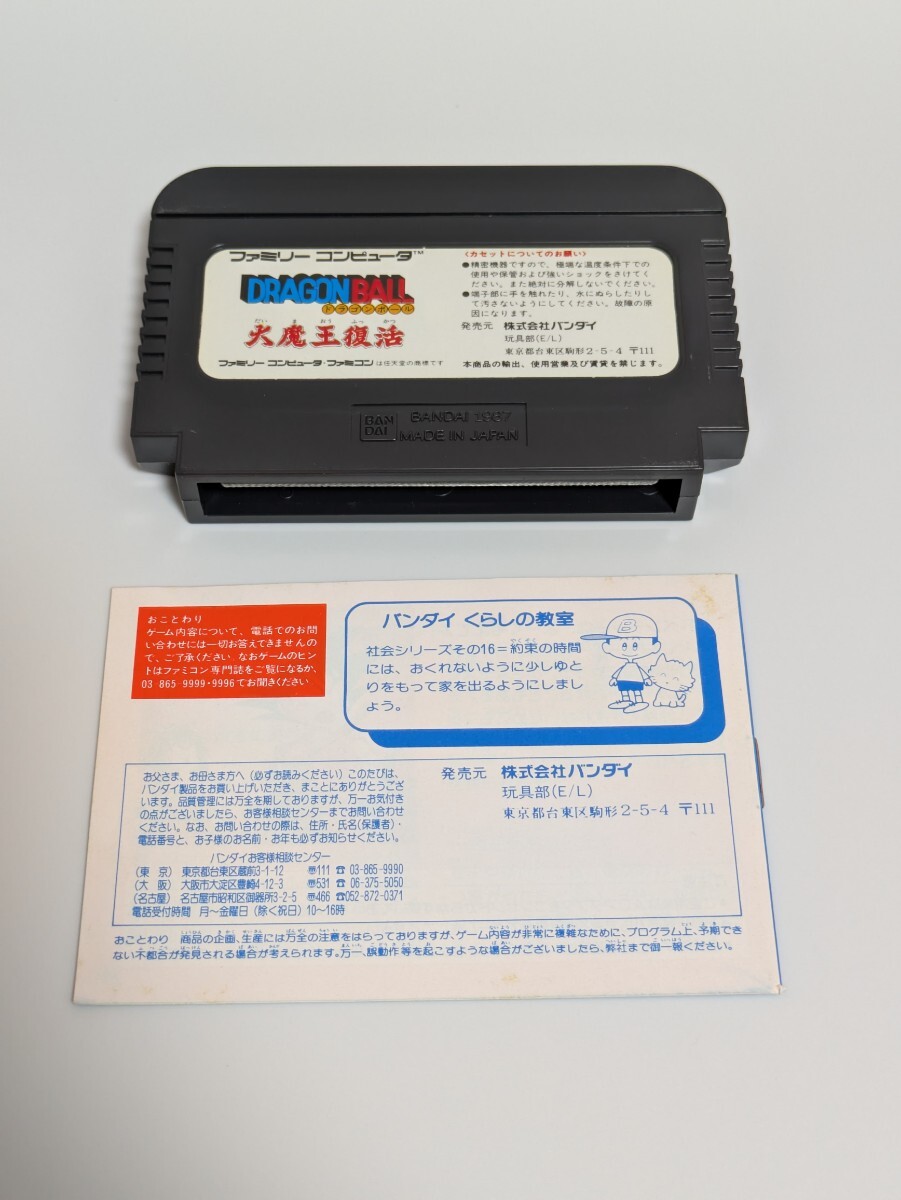 ファミリー コンピュータ™
DRAGON BALL
ドラゴンボール
だい ま おう ふっ かつ
大魔王復活
ファミリー コンピュータ・ファミコンは任天堂の商標です
〈カセットについてのお願い〉
●精密機器ですので、極端な温度条件下での
使用や保管および強いショックをさけてく
ださい。また絶対に分解しないでください。
●端子部に手を触れたり、水にぬらしたりし
て汚さないようにしてください。故障の原
因になります。
発売元 株式会社バンダイ
玩具部(E/L)
東京都台東区駒形2-5-4 〒111
本商品の輸出、使用営業及び賃貸を禁じます。
BAN
DAI
BANDAI 1987
MADE IN JAPAN
おことわり
ゲーム内容について、電話でのお問
い合わせには一切お答えできませんの
で、ご了承ください。なおゲームのヒン
トはファミコン専門誌をご覧になるか、
03-865-9999・9996でお聞きください
バンダイ くらしの教室
やくそく
社会シリーズその16=約束の時間
には、おくれないように少しゆと
りをもって家を出るようにしまし
ょう。
B
お父さま、お母さま方へ(必ずお読みください)このたびは、
バンダイ製品をお買い上げいただき、まことにありがとうござ
います。品質管理には万全を期しておりますが、万一お気付き
の点がございましたら、お客様相談センターまでお問い合わせ
ください。なお、お問い合わせの際は、住所・氏名(保護者)・
電話番号と、お子様のお名前・お年も必ずお知らせください。
バンダイお客様相談センター
(東 京) 東京都台東区蔵前3-1-12 〒111 ☎03-865-9990
(大 阪) 大阪市大淀区豊崎4-12-3 〒531 ☎06-375-5050
(名古屋) 名古屋市昭和区御器所3-2-5 〒466 ☎052-872-0371
電話受付時間 月〜金曜日(除く祝日)10〜16時
発売元 株式会社バンダイ
玩具部(E/L)
東京都台東区駒形2-5-4 〒111
おことわり 商品の企画、生産には万全の注意をはらっておりますが、ゲーム内容が非常に複雑なために、プログラム上、予期でき
ない不都合が発見される場合が考えられます。万一、誤動作等を起こすような場合がございましたら、弊社まで御一報ください。